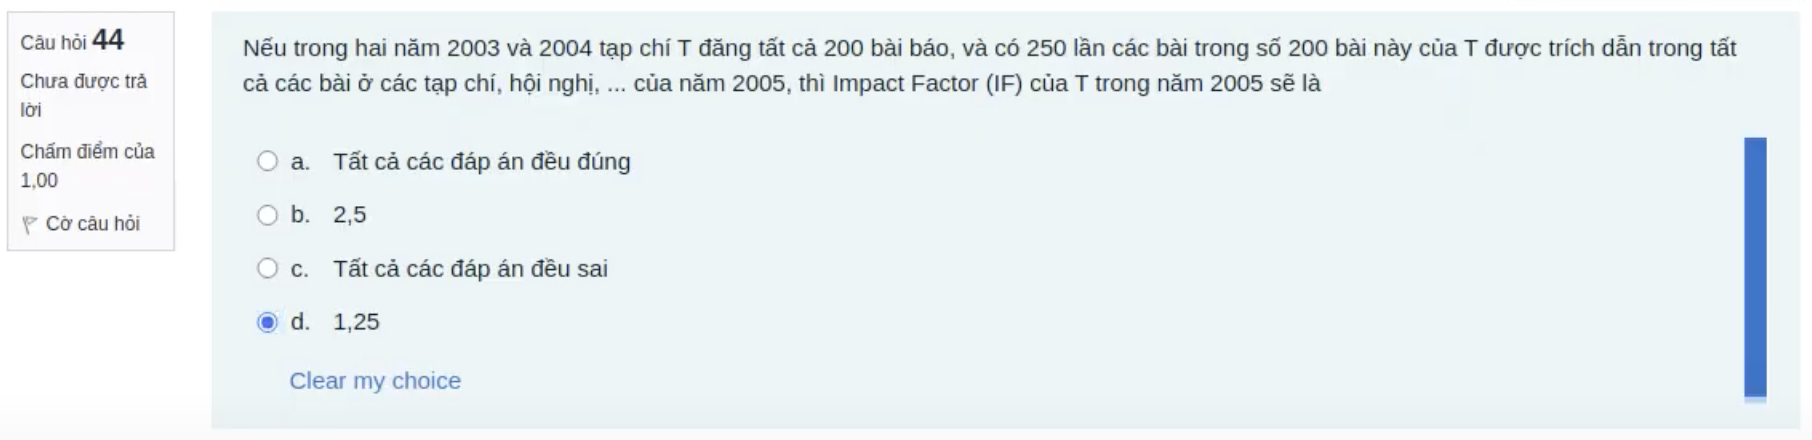 Câu hỏi 44
Chưa được trả
lời
Chấm điểm của
1,00
Cờ câu hỏi
Nếu trong hai năm 2003 và 2004 tạp chí T đăng tất cả 200 bài báo, và có 250 lần các bài trong số 200 bài này của T được trích dẫn trong tất
cả các bài ở các tạp chí, hội nghị, ... của năm 2005, thì Impact Factor (IF) của T trong năm 2005 sẽ là
a. Tất cả các đáp án đều đúng
b. 2,5
c. Tất cả các đáp án đều sai
d. 1,25
Clear my choice